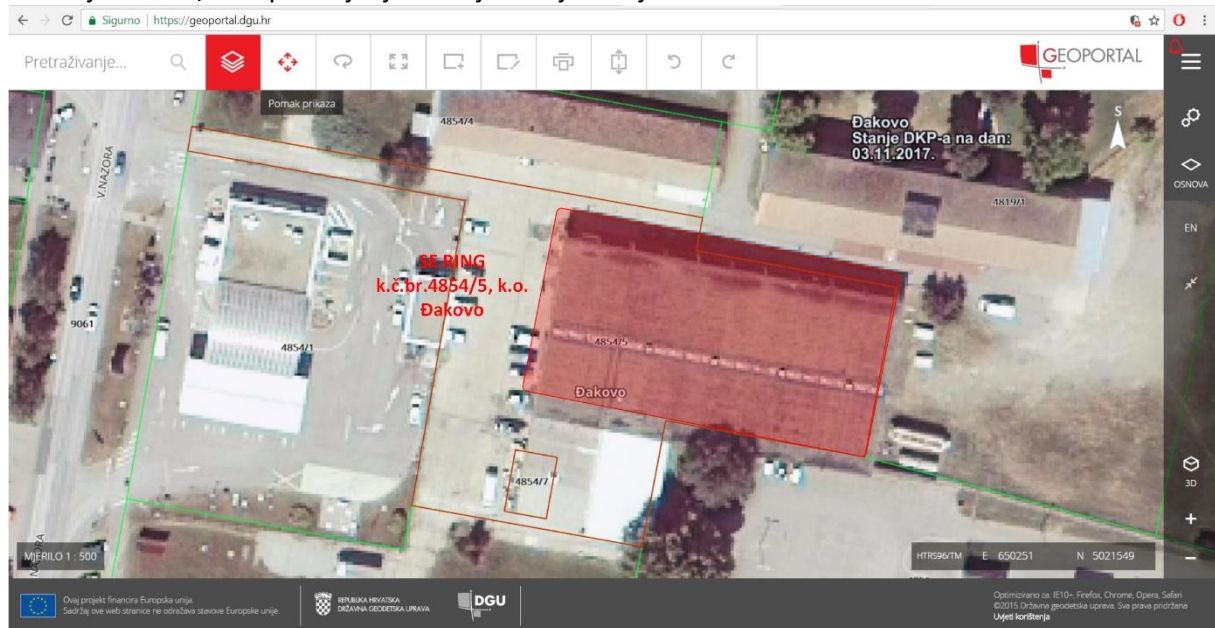 Sigurno | https://geoportal.dgu.hr
Pretraživanje...
GEOPORTAL
Pomak prikaza
4854/4
Đakovo
Stanje DKP-a na dan:
03.11.2017.
S
OSNOVA
V.NAZORA
4819/1
EN
SE RING
k.č.br.4854/5, k.o.
Đakovo
9061
4854/1
4854/5
Đakovo
4854/7
3D
MJERILO 1 : 500
HTRS96/TM E 650251 N 5021549
Ovaj projekt financira Europska unija.
Sadržaj ove web stranice ne odražava stavove Europske unije.
REPUBLIKA HRVATSKA
DRŽAVNA GEODETSKA UPRAVA
DGU
Optimizirano za: IE10+, Firefox, Chrome, Opera, Safari
©2015 Državna geodetska uprava. Sva prava pridržana
Uvjeti korištenja